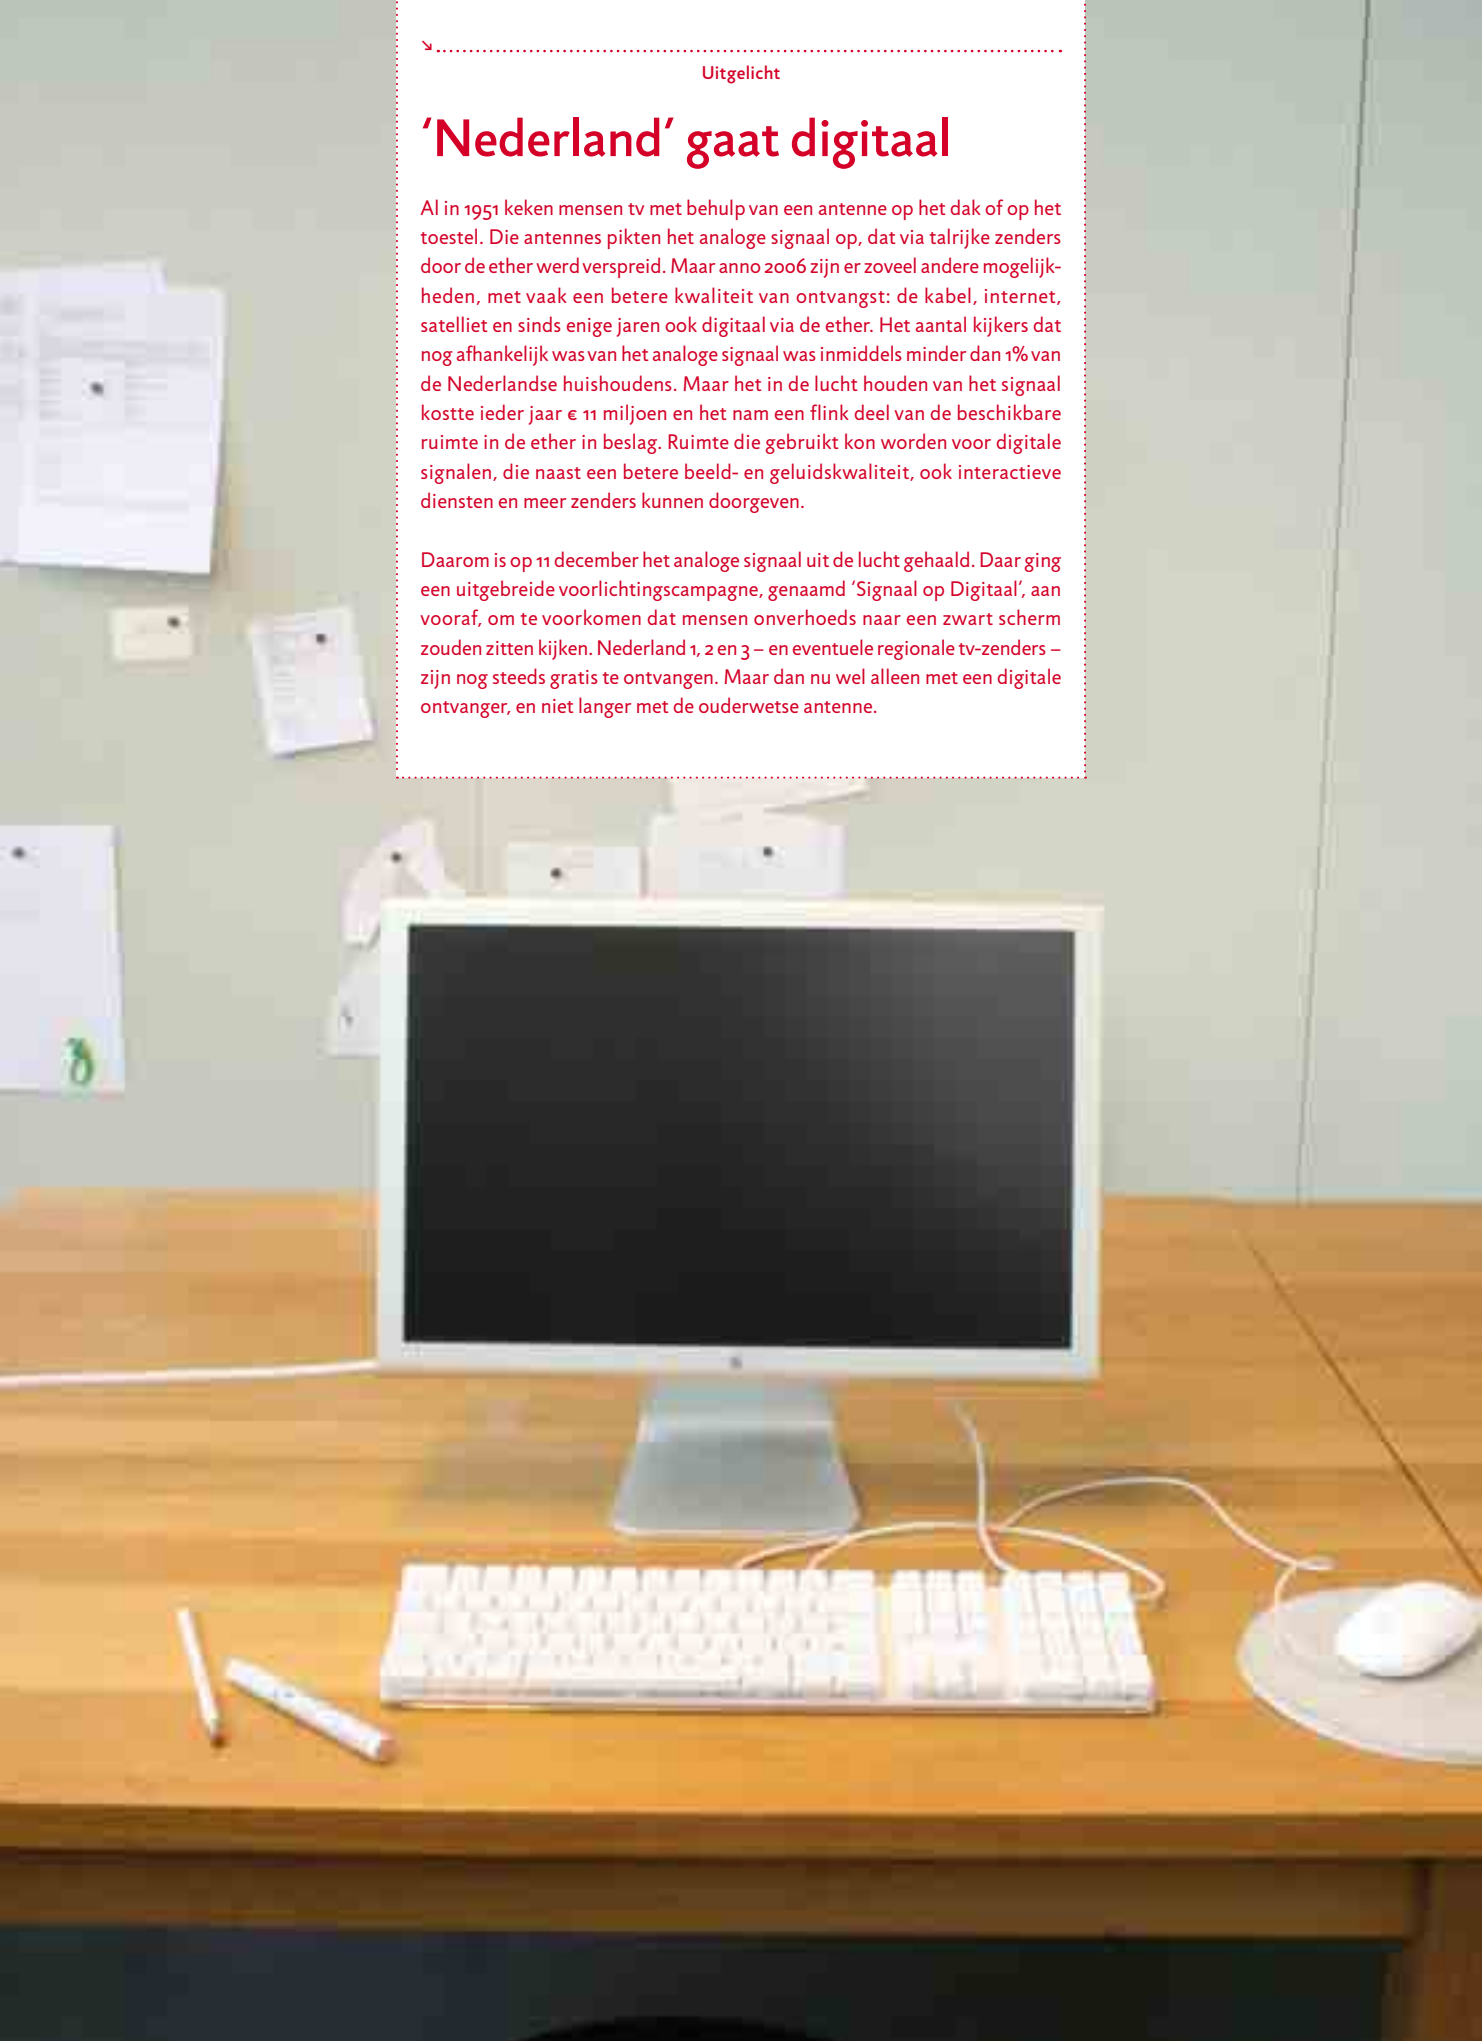 Uitgelicht
‘Nederland’ gaat digitaal
Al in 1951 keken mensen tv met behulp van een antenne op het dak of op het
toestel. Die antennes pikten het analoge signaal op, dat via talrijke zenders
door de ether werd verspreid. Maar anno 2006 zijn er zoveel andere mogelijk-
heden, met vaak een betere kwaliteit van ontvangst: de kabel, internet,
satelliet en sinds enige jaren ook digitaal via de ether. Het aantal kijkers dat
nog afhankelijk was van het analoge signaal was inmiddels minder dan 1% van
de Nederlandse huishoudens. Maar het in de lucht houden van het signaal
kostte ieder jaar € 11 miljoen en het nam een flink deel van de beschikbare
ruimte in de ether in beslag. Ruimte die gebruikt kon worden voor digitale
signalen, die naast een betere beeld- en geluidskwaliteit, ook interactieve
diensten en meer zenders kunnen doorgeven.
Daarom is op 11 december het analoge signaal uit de lucht gehaald. Daar ging
een uitgebreide voorlichtingscampagne, genaamd ‘Signaal op Digitaal’, aan
vooraf, om te voorkomen dat mensen onverhoeds naar een zwart scherm
zouden zitten kijken. Nederland 1, 2 en 3 – en eventuele regionale tv-zenders –
zijn nog steeds gratis te ontvangen. Maar dan nu wel alleen met een digitale
ontvanger, en niet langer met de ouderwetse antenne.